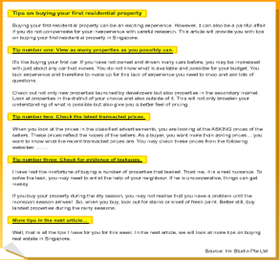 Tips on buying your first residential property
Buying your first residential property can be an exciting experience. However, it can also be a painful affair
if you do not compensate for your inexperience with careful research. This article will provide you with tips
on buying your first residential property in Singapore.
Tip number one: View as many properties as you possibly can.
It's like buying your first car. If you have not owned and driven many cars before, you may be impressed
with just about any car that moves. You do not know what is available and possible for your budget. You
lack experience and therefore to make up for this lack of experience you need to shop and ask lots of
questions.
Check out not only new properties launched by developers but also properties in the secondary market.
Look at properties in the district of your choice and also outside of it. This will not only broaden your
understanding of what is possible but also give you a better feel of pricing.
Tip number two: Check the latest transacted prices.
When you look at the prices in the classified advertisements, you are looking at the ASKING prices of the
sellers. These prices reflect the hopes of the sellers. As a buyer, you want more than asking prices... you
want to know what the recent transacted prices are. You may check these prices from the following
websites: ......
Tip number three: Check for evidence of leakages.
I have had the misfortune of buying a number of properties that leaked. Trust me, it is a real nuisance. To
solve the leak, you may need to enlist the help of your neighbour. If he is uncooperative, things can get
really messy.
If you buy your property during the dry season, you may not realise that you have a problem until the
monsoon season arrives! So, when you buy, look out for stains or smell of fresh paint. Better still, buy
landed properties during the rainy seasons.
More tips in the next article...
Well, that is all the tips I have for you for this week. In the next article, we will look at more tips on buying
real estate in Singapore.
Source: Pte Ltd